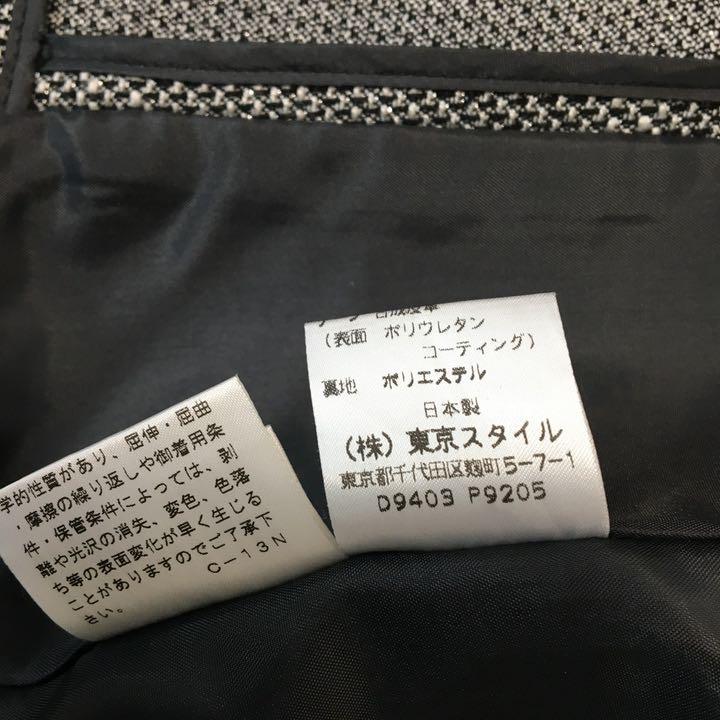 合成皮革
(表面 ポリウレタン
コーティング)
裏地 ポリエステル
日本製
(株)東京スタイル
東京都千代田区麹町5-7-1
D9403 P9205
学的性質があり、屈伸・屈曲
・摩擦の繰り返しや御着用条
件・保管条件によっては、剥
離や光沢の消失、変色、色落
ち等の表面変化が早く生じる
ことがありますのでご了承下
さい。
C-13N